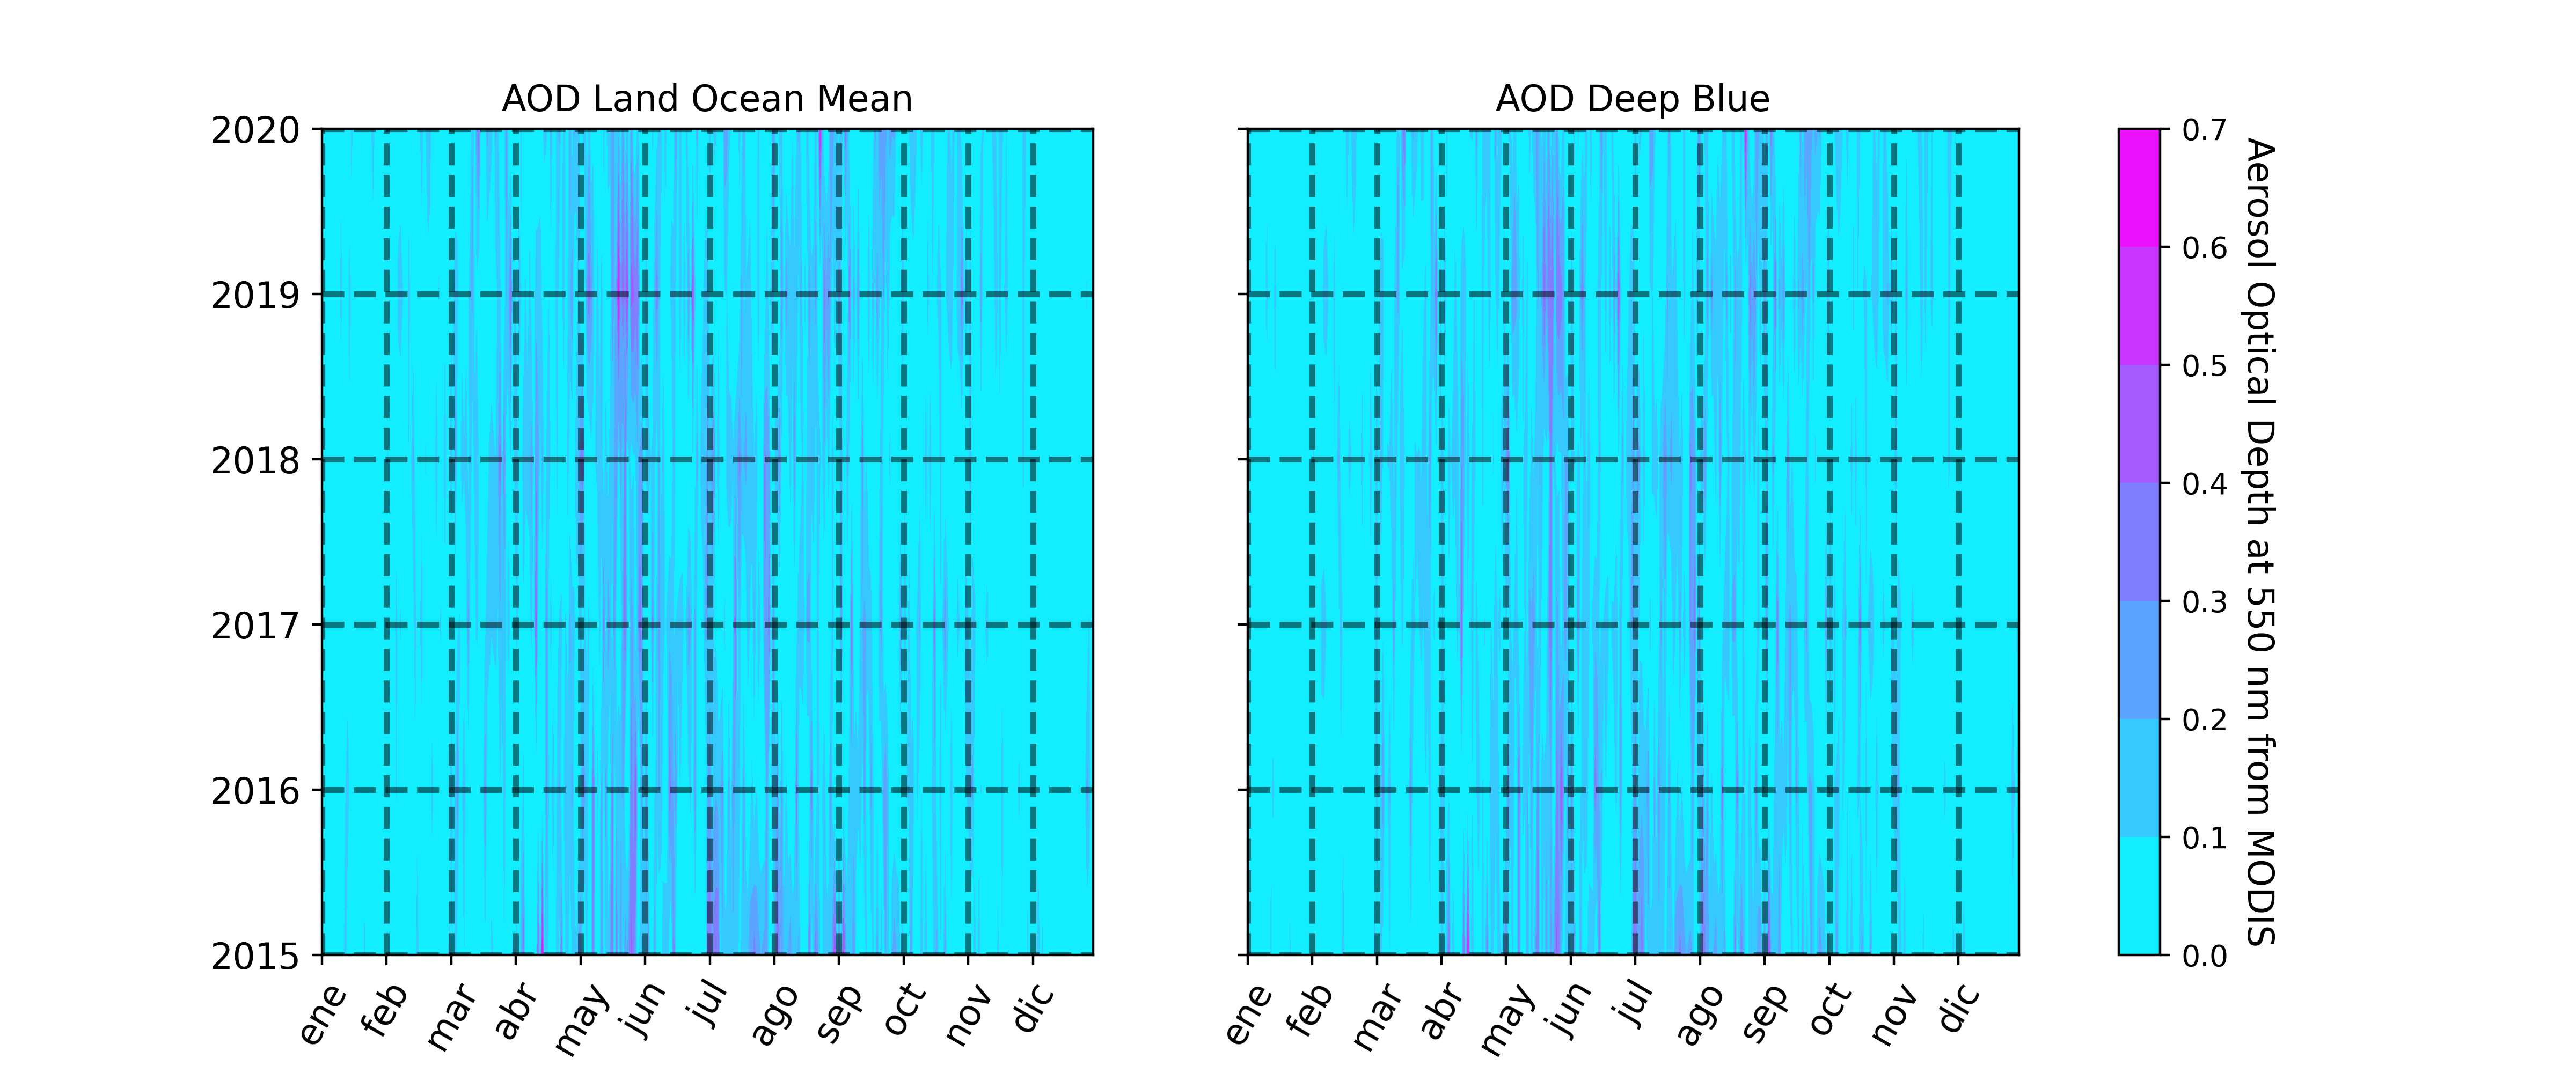 AOD Land Ocean Mean
AOD Deep Blue
2020
2019
2018
2017
2016
2015
ene feb mar abr may jun jul ago sep oct nov dic
ene feb mar abr may jun jul ago sep oct nov dic
0.7
0.6
0.5
0.4
0.3
0.2
0.1
0.0
Aerosol Optical Depth at 550 nm from MODIS